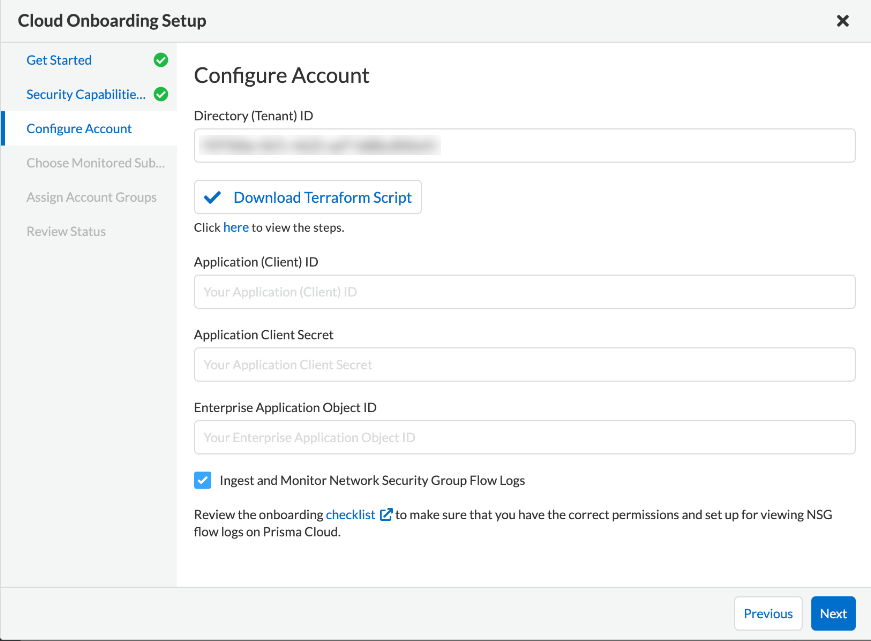 Cloud Onboarding Setup
Get Started
Security Capabilitie...
Configure Account
Choose Monitored Sub...
Assign Account Groups
Review Status
Configure Account
Directory (Tenant) ID
Download Terraform Script
Click here to view the steps.
Application (Client) ID
Your Application (Client) ID
Application Client Secret
Your Application Client Secret
Enterprise Application Object ID
Your Enterprise Application Object ID
Ingest and Monitor Network Security Group Flow Logs
Review the onboarding checklist to make sure that you have the correct permissions and set up for viewing NSG
flow logs on Prisma Cloud.
Previous
Next